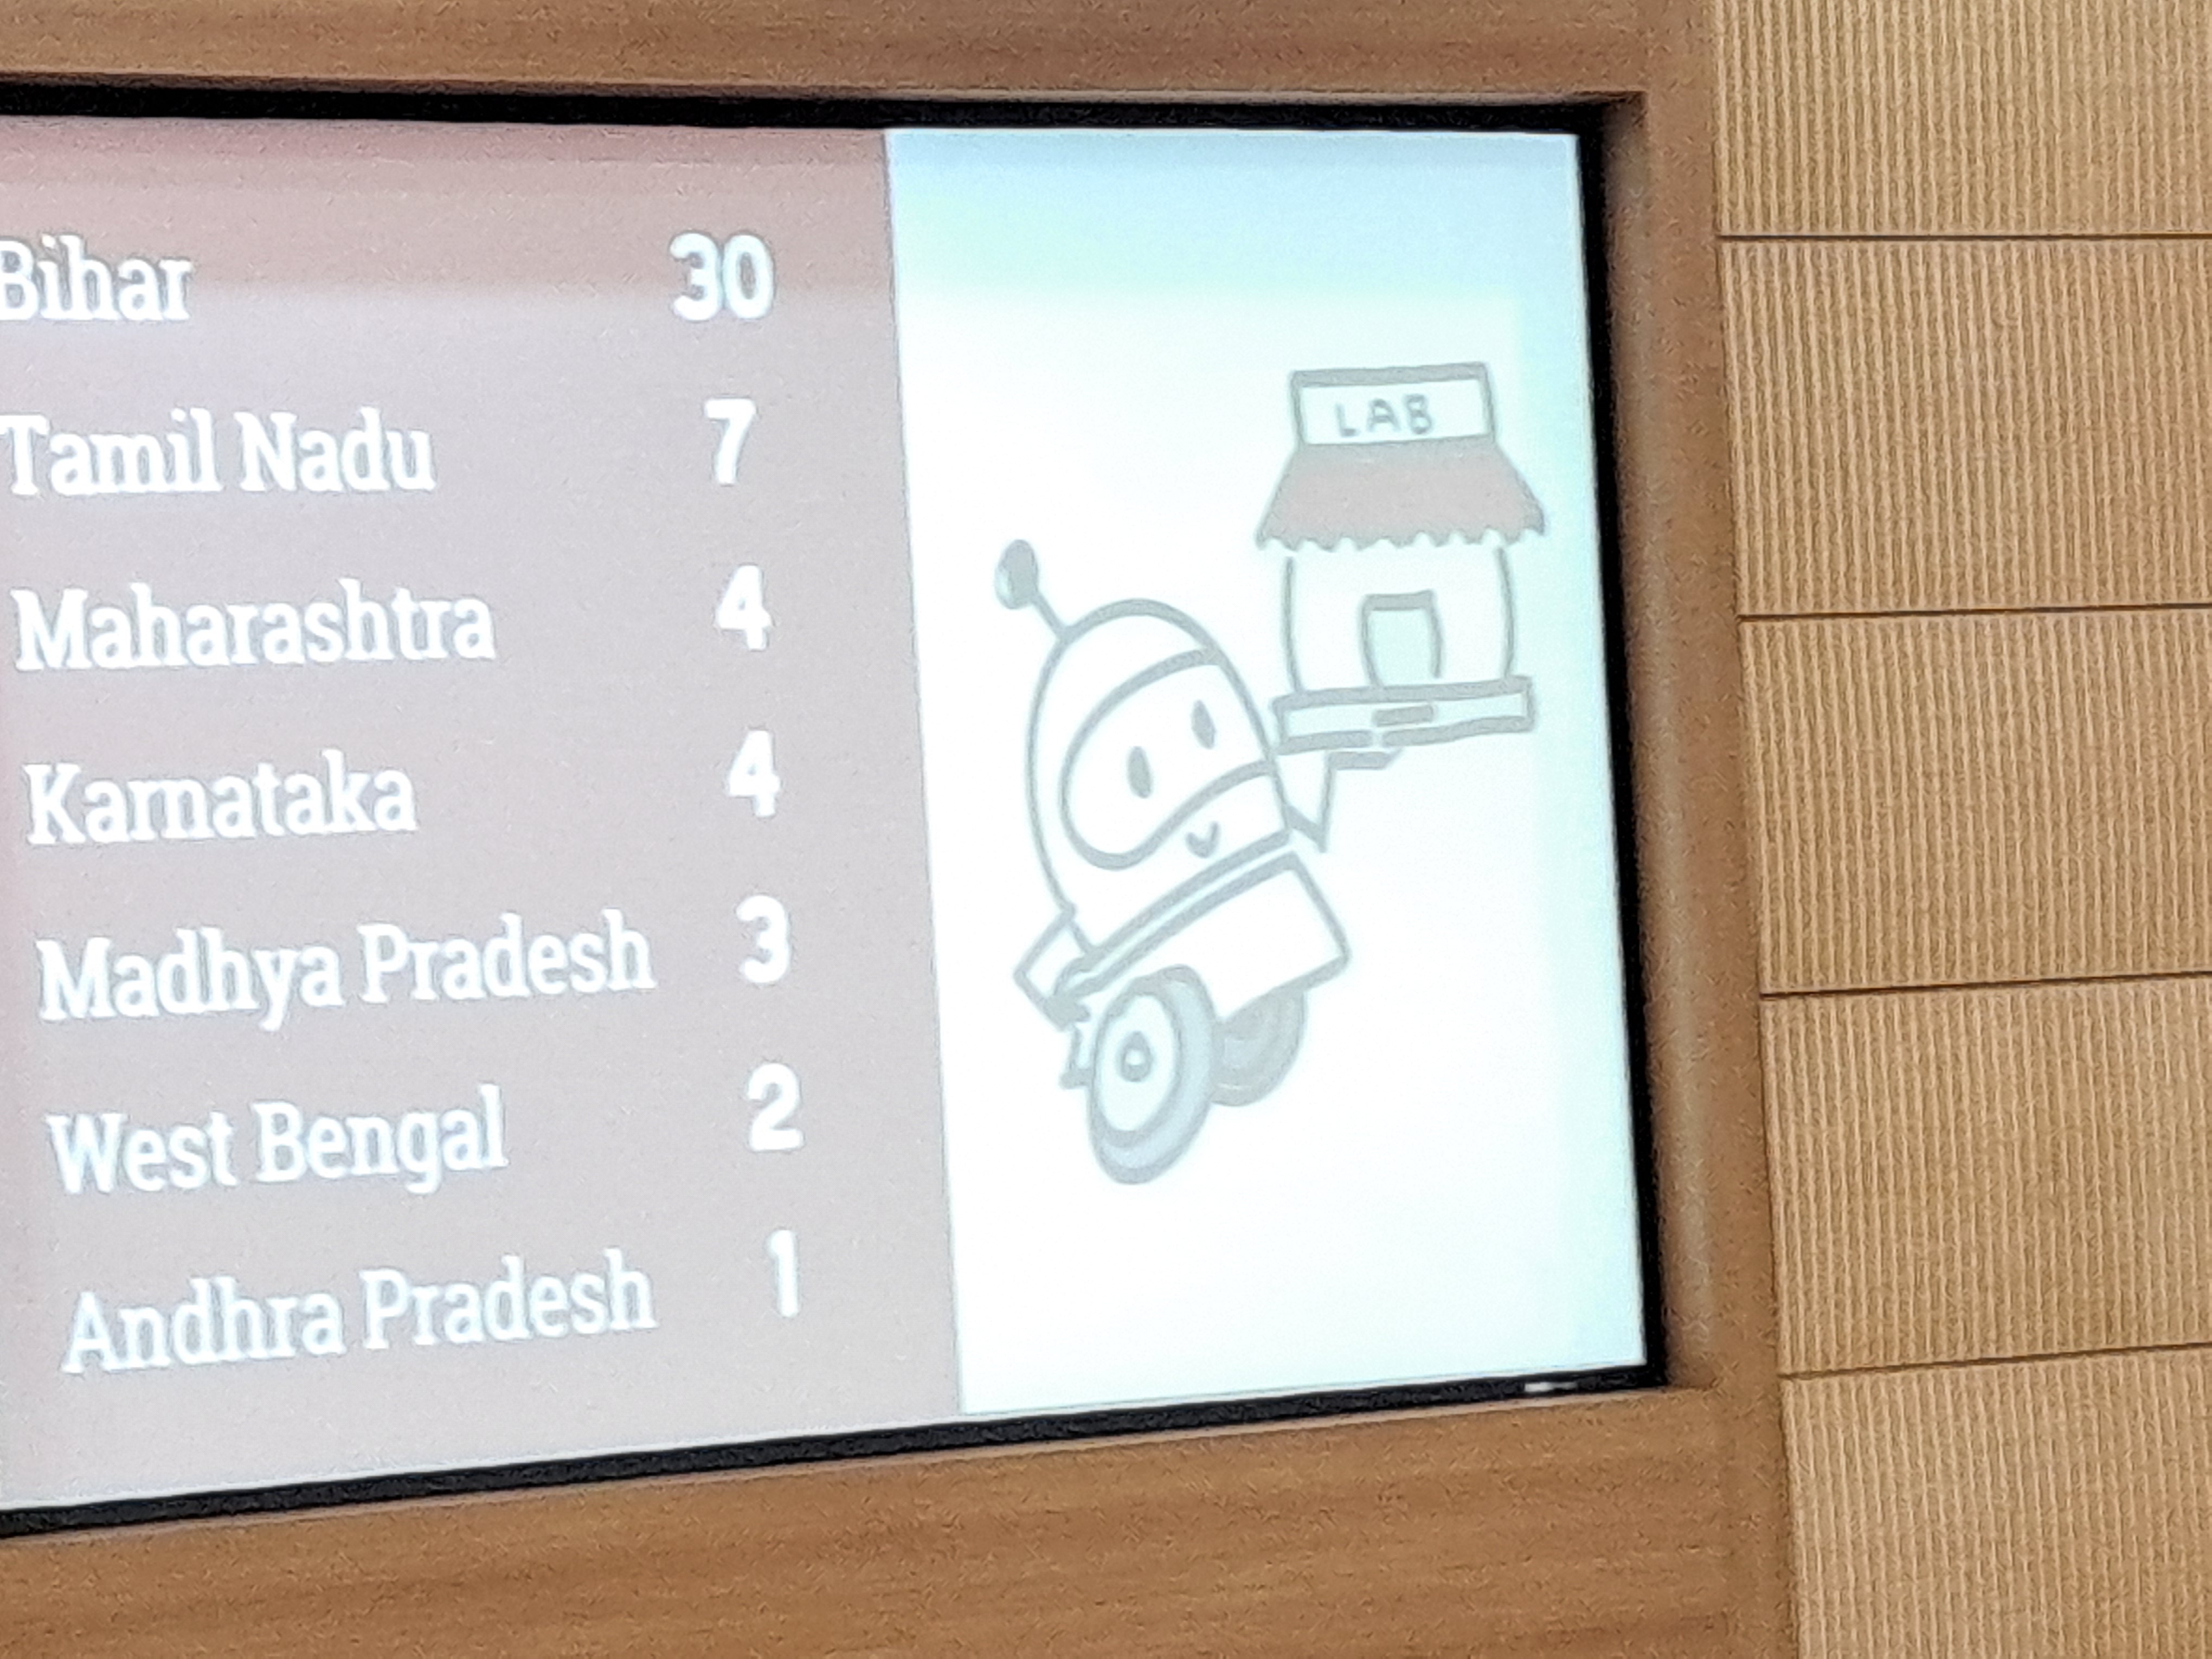 Bihar 30
Tamil Nadu 7
Maharashtra 4
Karnataka 4
Madhya Pradesh 3
West Bengal 2
Andhra Pradesh 1
LAB